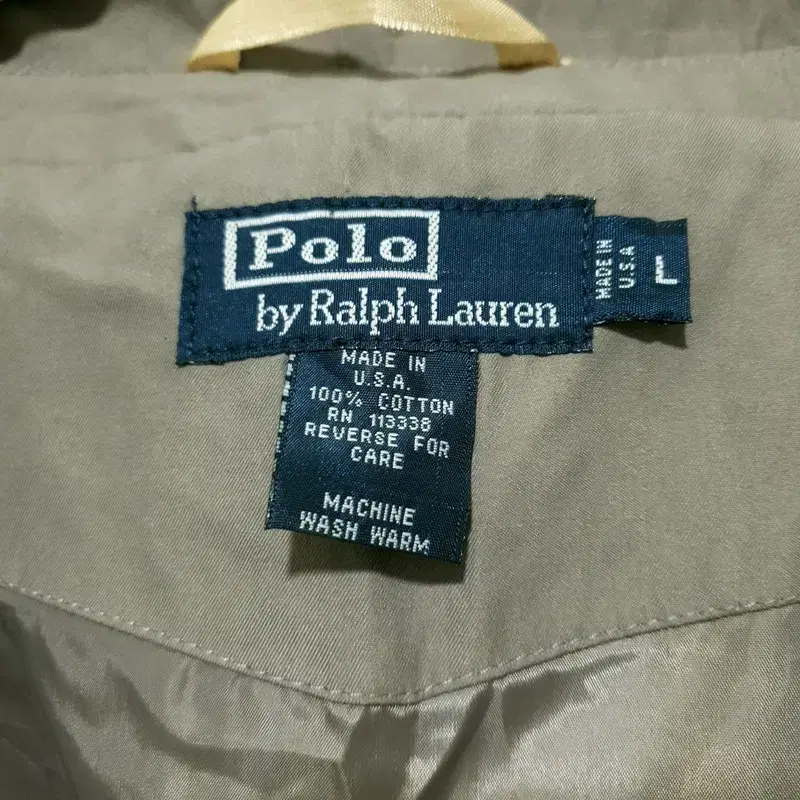 Polo
by Ralph Lauren
MADE IN
U.S.A
L
MADE IN
U.S.A.
100% COTTON
RN 113338
REVERSE FOR
CARE
MACHINE
WASH WARM